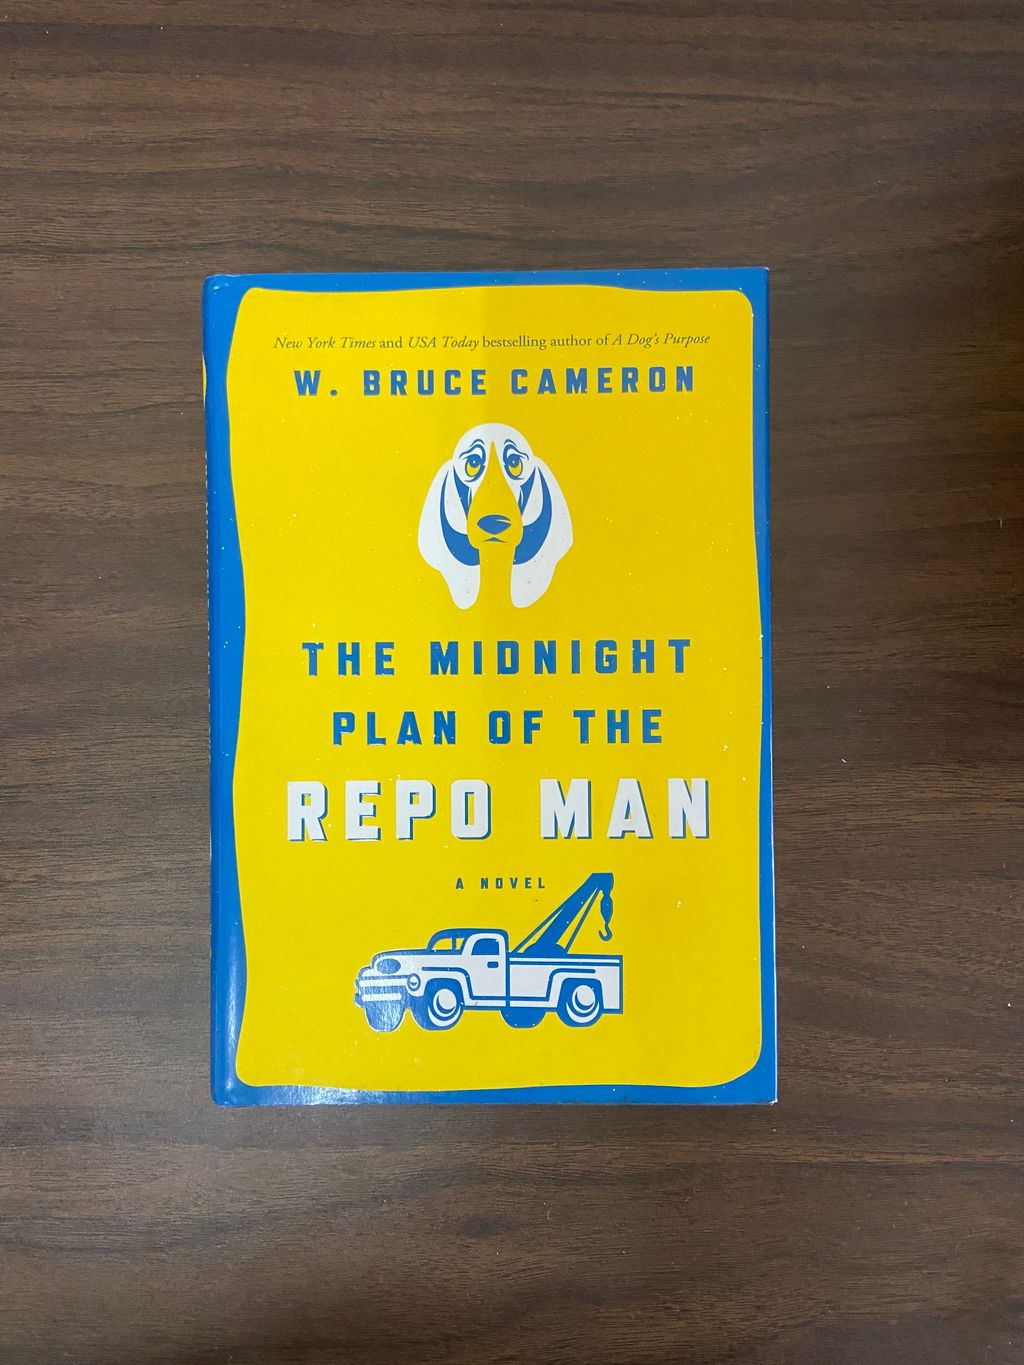 New York Times and USA Today bestselling author of A Dog's Purpose
W. BRUCE CAMERON
THE MIDNIGHT
PLAN OF THE
REPO MAN
A NOVEL